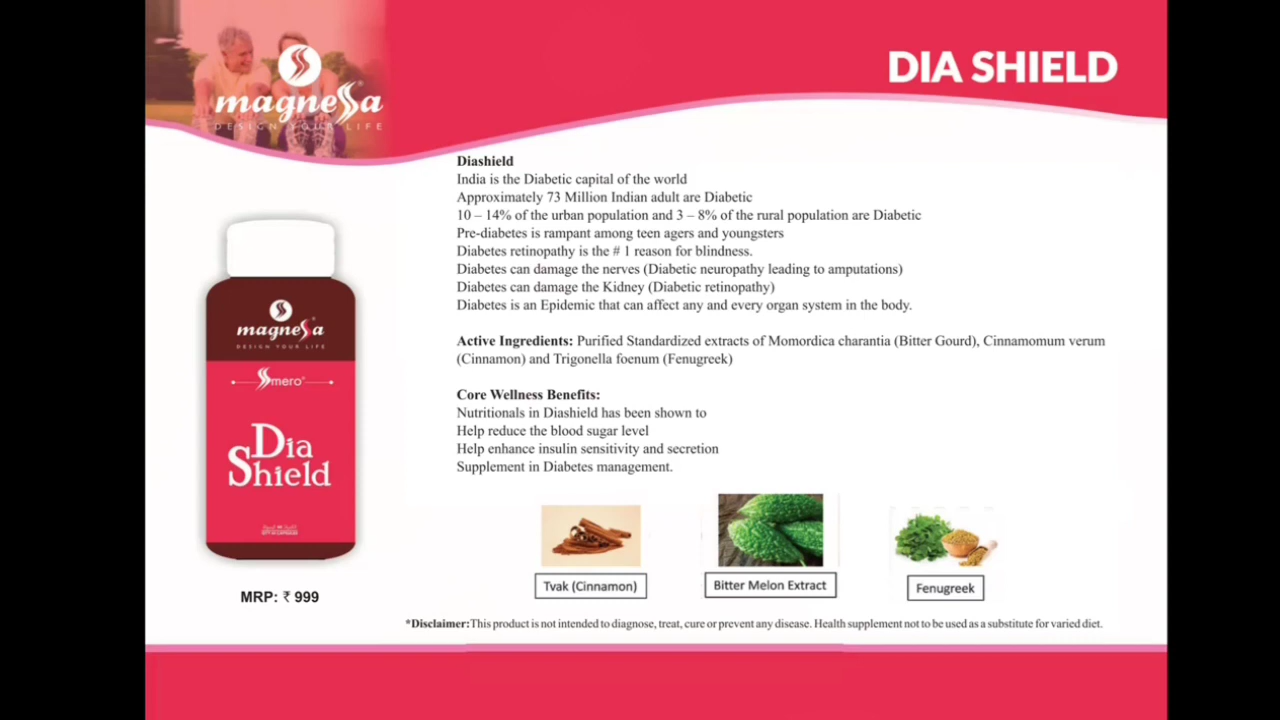 magnessa
DESIGN YOUR LIFE
DIA SHIELD
Diashield
India is the Diabetic capital of the world
Approximately 73 Million Indian adult are Diabetic
10 – 14% of the urban population and 3 – 8% of the rural population are Diabetic
Pre-diabetes is rampant among teen agers and youngsters
Diabetes retinopathy is the # 1 reason for blindness.
Diabetes can damage the nerves (Diabetic neuropathy leading to amputations)
Diabetes can damage the Kidney (Diabetic retinopathy)
Diabetes is an Epidemic that can affect any and every organ system in the body.
Active Ingredients: Purified Standardized extracts of Momordica charantia (Bitter Gourd), Cinnamomum verum
(Cinnamon) and Trigonella foenum (Fenugreek)
Core Wellness Benefits:
Nutritionals in Diashield has been shown to
Help reduce the blood sugar level
Help enhance insulin sensitivity and secretion
Supplement in Diabetes management.
magnessa
DESIGN YOUR LIFE
Smero
Dia
Shield
MRP: ₹ 999
Tvak (Cinnamon)
Bitter Melon Extract
Fenugreek
*Disclaimer:This product is not intended to diagnose, treat, cure or prevent any disease. Health supplement not to be used as a substitute for varied diet.